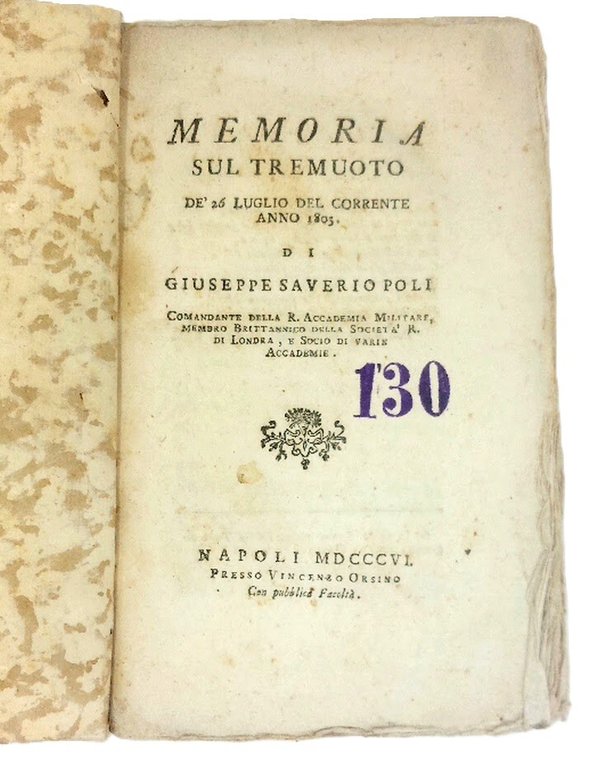 MEMORIA
SUL TREMUOTO
DE' 26 LUGLIO DEL CORRENTE
ANNO 1805.
DI
GIUSEPPE SAVERIO POLI
COMANDANTE DELLA R. ACCADEMIA MILITARE,
MEMBRO BRITTANNICO DELLA SOCIETA' R.
DI LONDRA, E SOCIO DI VARIE
ACCADEMIE.
130
NAPOLI MDCCCVI.
PRESSO VINCENZO ORSINO
Con pubblica Facoltà.